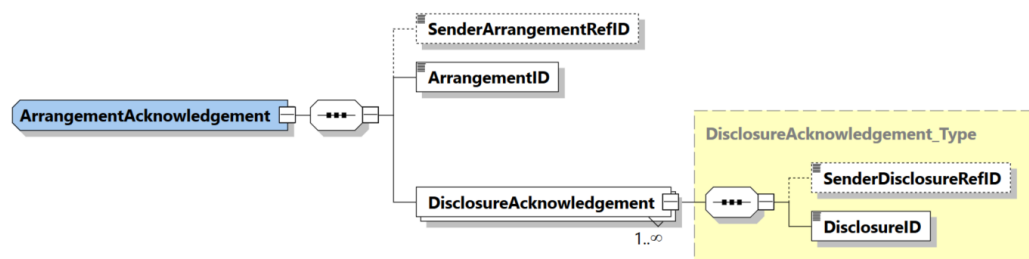 SenderArrangementRefID
ArrangementID
ArrangementAcknowledgement
DisclosureAcknowledgement_Type
SenderDisclosureRefID
DisclosureAcknowledgement
DisclosureID
1..∞